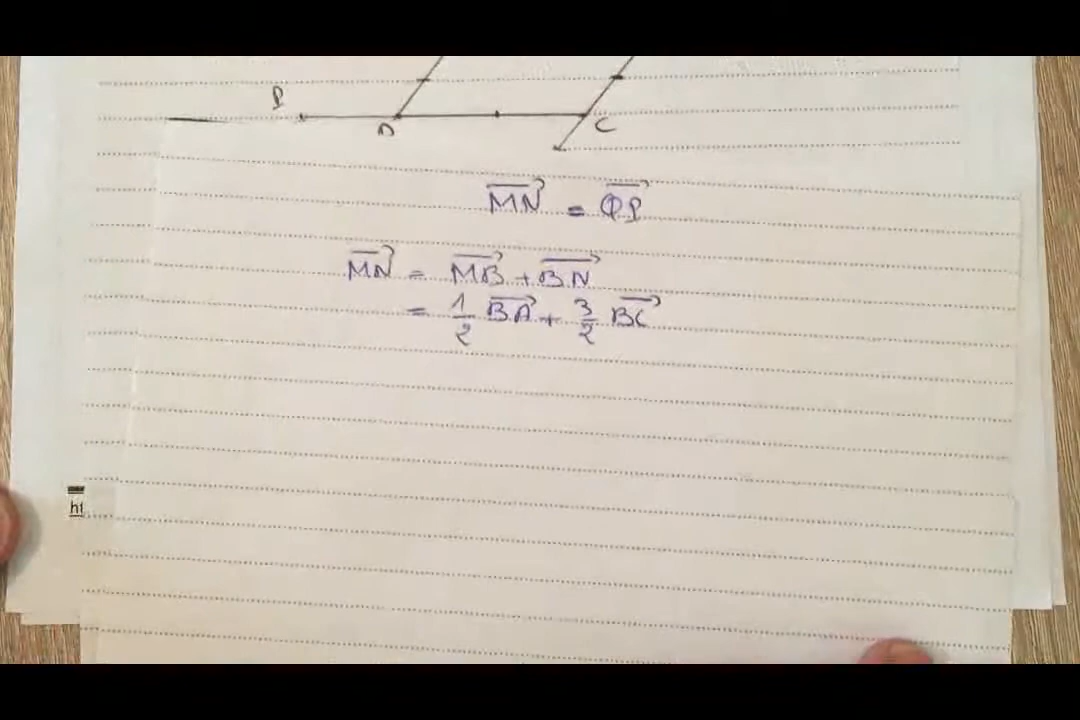 P
D
C
MN = QP
MN = MB + BN
= 1/2 BA + 3/2 BC